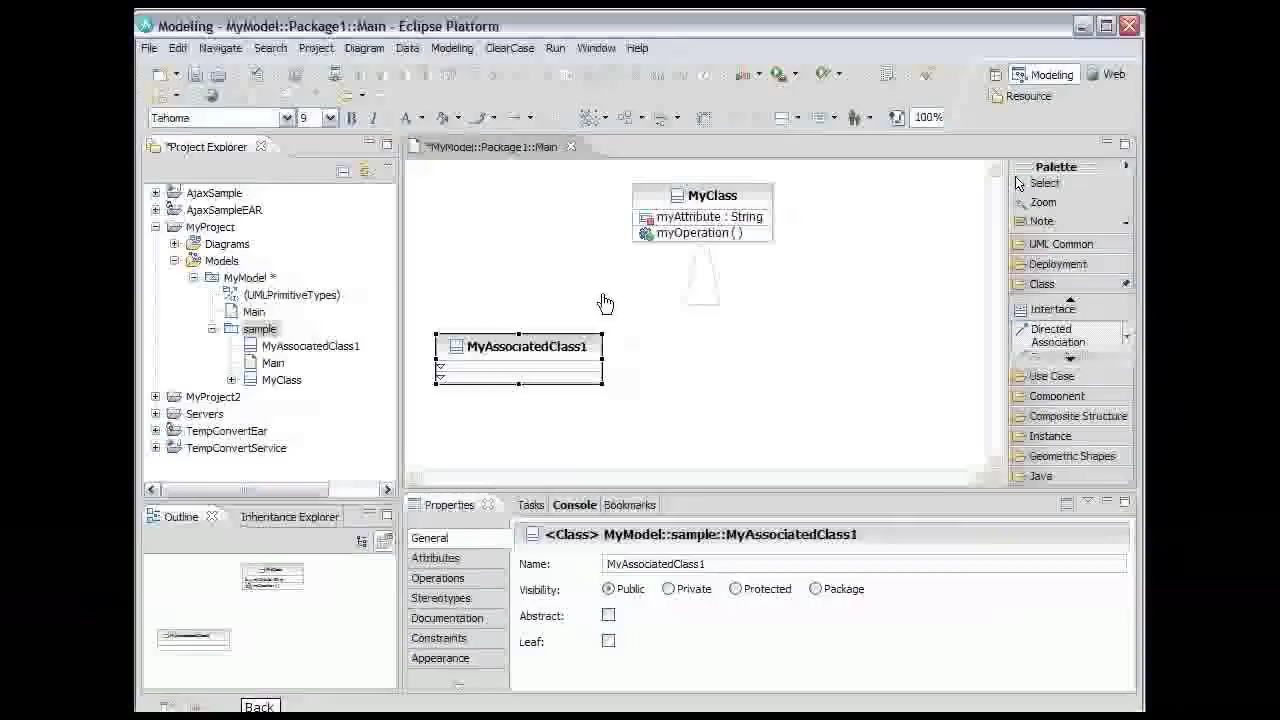 Modeling - MyModel::Package1::Main - Eclipse Platform
File Edit Navigate Search Project Diagram Data Modeling ClearCase Run Window Help
Modeling Web
Resource
Tahoma 9 B I A 100%
*Project Explorer
*MyModel::Package1::Main
AjaxSample
AjaxSampleEAR
MyProject
Diagrams
Models
MyModel *
(UMLPrimitiveTypes)
Main
sample
MyAssociatedClass1
Main
MyClass
MyProject2
Servers
TempConvertEar
TempConvertService
MyClass
myAttribute : String
myOperation ( )
MyAssociatedClass1
Palette
Select
Zoom
Note
UML Common
Deployment
Class
Interface
Directed
Association
Use Case
Component
Composite Structure
Instance
Geometric Shapes
Java
Outline Inheritance Explorer
Properties Tasks Console Bookmarks
General
Attributes
Operations
Stereotypes
Documentation
Constraints
Appearance
<Class> MyModel::sample::MyAssociatedClass1
Name: MyAssociatedClass1
Visibility: Public Private Protected Package
Abstract:
Leaf:
Back